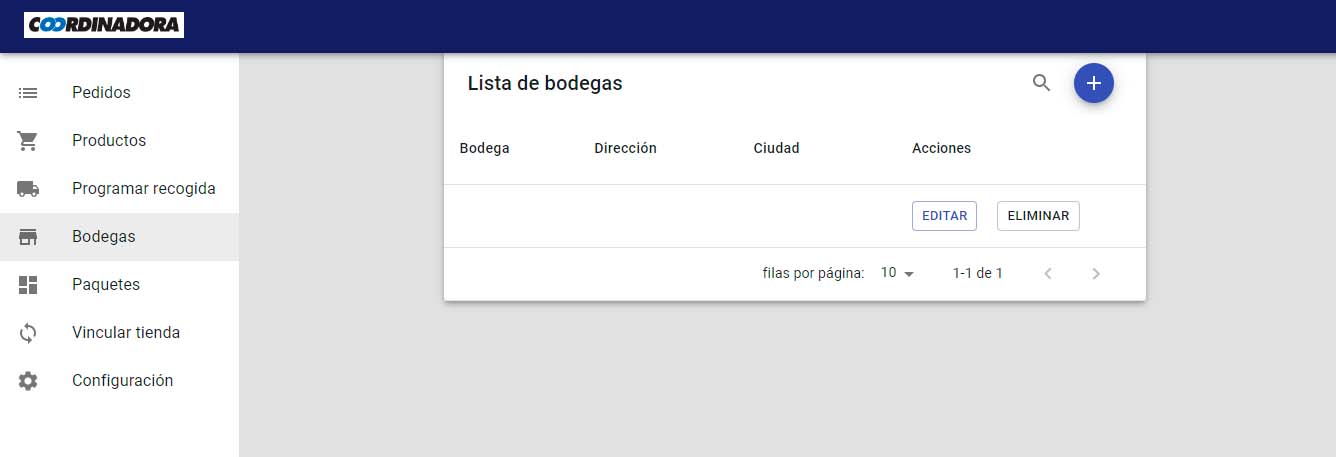 COORDINADORA
Pedidos
Productos
Programar recogida
Bodegas
Paquetes
Vincular tienda
Configuración
Lista de bodegas
Bodega Dirección Ciudad Acciones
EDITAR ELIMINAR
filas por página: 10 1-1 de 1